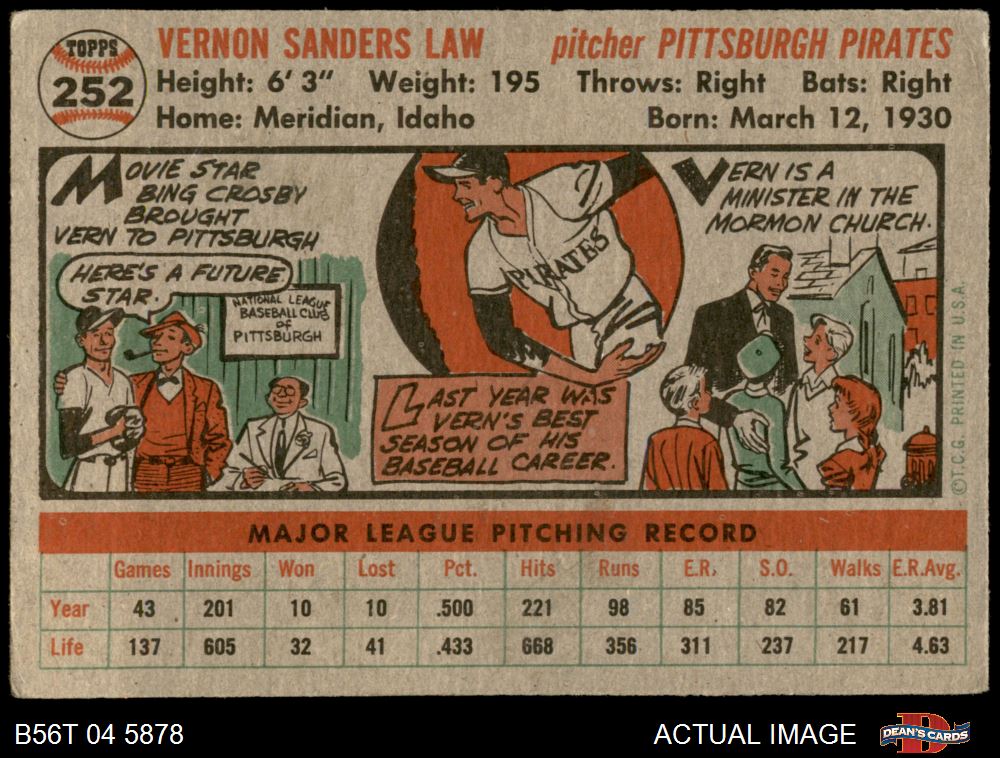 TOPPS
252
VERNON SANDERS LAW pitcher PITTSBURGH PIRATES
Height: 6' 3" Weight: 195 Throws: Right Bats: Right
Home: Meridian, Idaho Born: March 12, 1930
MOVIE STAR
BING CROSBY
BROUGHT
VERN TO PITTSBURGH
HERE'S A FUTURE
STAR.
NATIONAL LEAGUE
BASEBALL CLUB
of
PITTSBURGH
PIRATES
LAST YEAR WAS
VERN'S BEST
SEASON OF HIS
BASEBALL CAREER.
VERN IS A
MINISTER IN THE
MORMON CHURCH.
©T.C.G. PRINTED IN U.S.A.
MAJOR LEAGUE PITCHING RECORD
Games Innings Won Lost Pct. Hits Runs E.R. S.O. Walks E.R.Avg.
Year 43 201 10 10 .500 221 98 85 82 61 3.81
Life 137 605 32 41 .433 668 356 311 237 217 4.63
B56T 04 5878 ACTUAL IMAGE DEAN'S CARDS